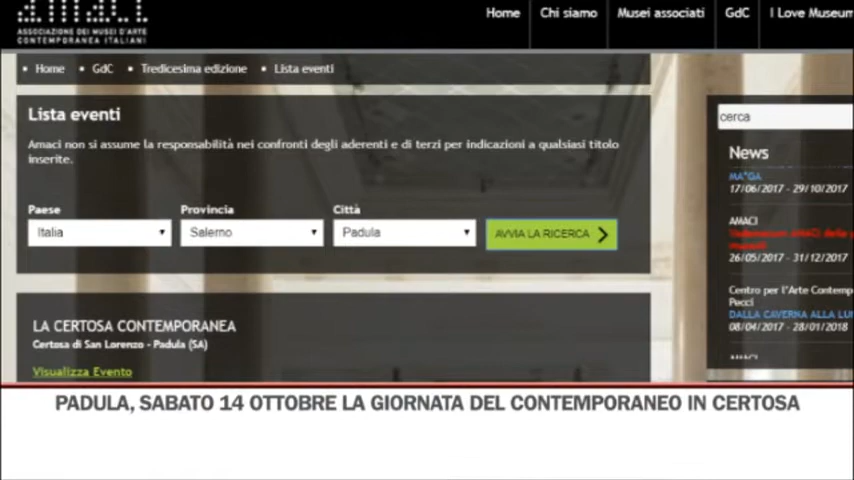 amaci
ASSOCIAZIONE DEI MUSEI D'ARTE
CONTEMPORANEA ITALIANI
Home
Chi siamo
Musei associati
GdC
I Love Museum
Home
GdC
Tredicesima edizione
Lista eventi
Lista eventi
Amaci non si assume la responsabilità nei confronti degli aderenti e di terzi per indicazioni a qualsiasi titolo
inserite.
Paese
Provincia
Città
Italia
Salerno
Padula
AVVIA LA RICERCA
LA CERTOSA CONTEMPORANEA
Certosa di San Lorenzo - Padula (SA)
Visualizza Evento
cerca
News
MA*GA
17/06/2017 - 29/10/2017
AMACI
AMACI
26/05/2017 - 31/12/2017
Centro per l'Arte Contemp
Pecci
DALLA CAVERNA ALLA LU
08/04/2017 - 28/01/2018
AMACI
PADULA, SABATO 14 OTTOBRE LA GIORNATA DEL CONTEMPORANEO IN CERTOSA